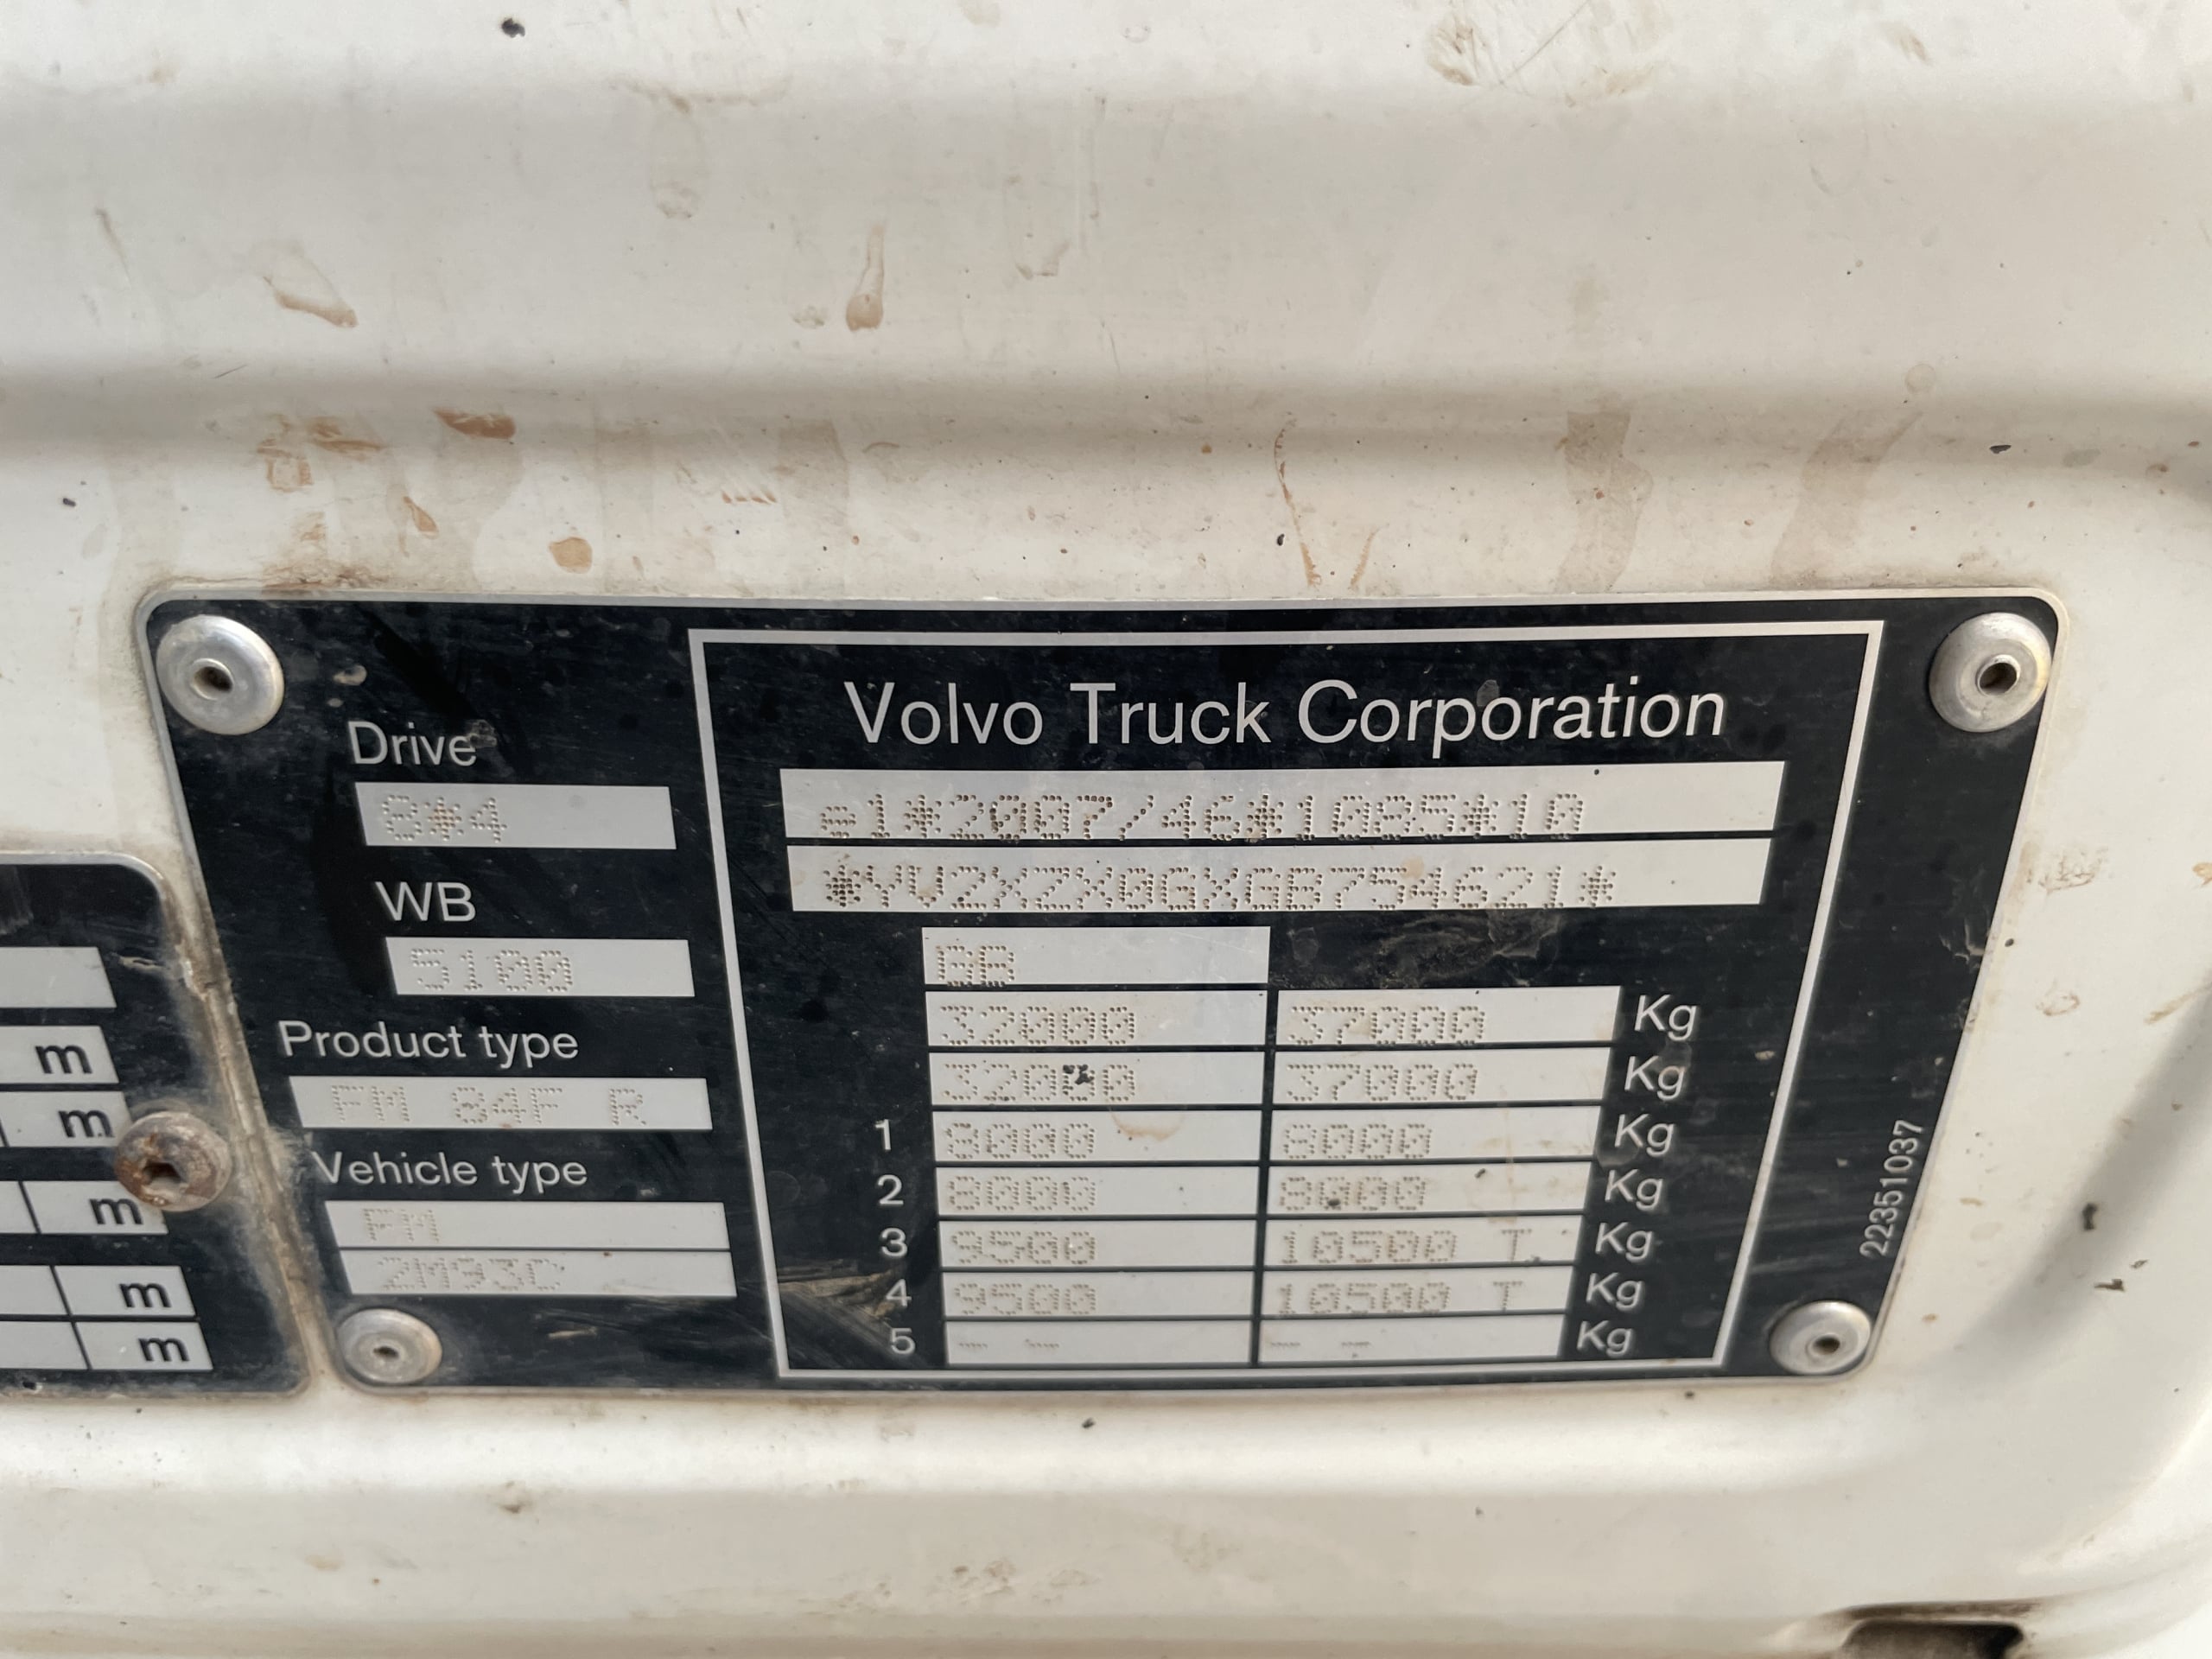 Volvo Truck Corporation
Drive
8*4
e1*2007/46*1085*10
*YV2XZX0GXGB754621*
WB
5100
GB
32000 37000 Kg
32000 37000 Kg
Product type
FM 84F R
1 8000 8000 Kg
2 8000 8000 Kg
3 9500 10500 T Kg
4 9500 10500 T Kg
5 -- -- -- -- Kg
Vehicle type
FM
2M93C
22351037
m
m
m
m
m